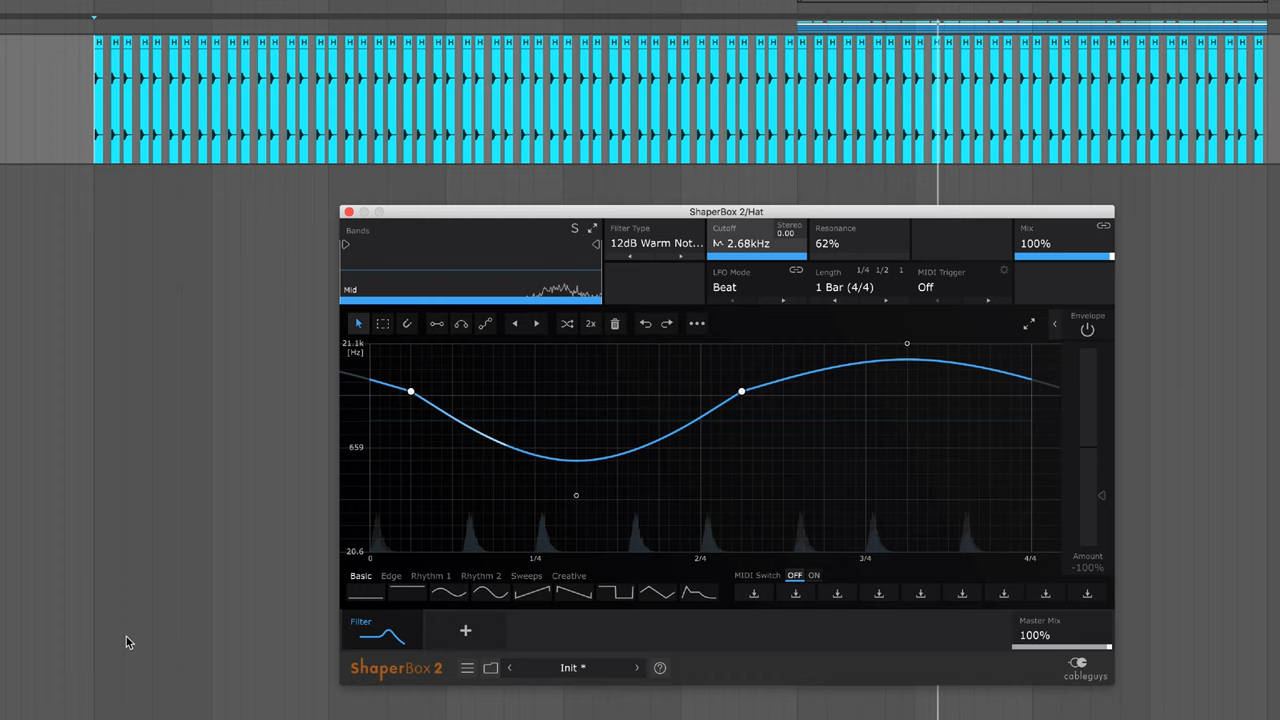 ShaperBox 2/Hat
Bands
S
Filter Type
Cutoff
Stereo
0.00
Resonance
Mix
12dB Warm Not...
2.68kHz
62%
100%
LFO Mode
Length
1/4 1/2 1
MIDI Trigger
Mid
Beat
1 Bar (4/4)
Off
2x
Envelope
21.1k
[Hz]
659
20.6
0
1/4
2/4
3/4
4/4
Amount
-100%
Basic Edge Rhythm 1 Rhythm 2 Sweeps Creative
MIDI Switch OFF ON
Filter
+
Master Mix
100%
ShaperBox 2
Init *
?
cableguys